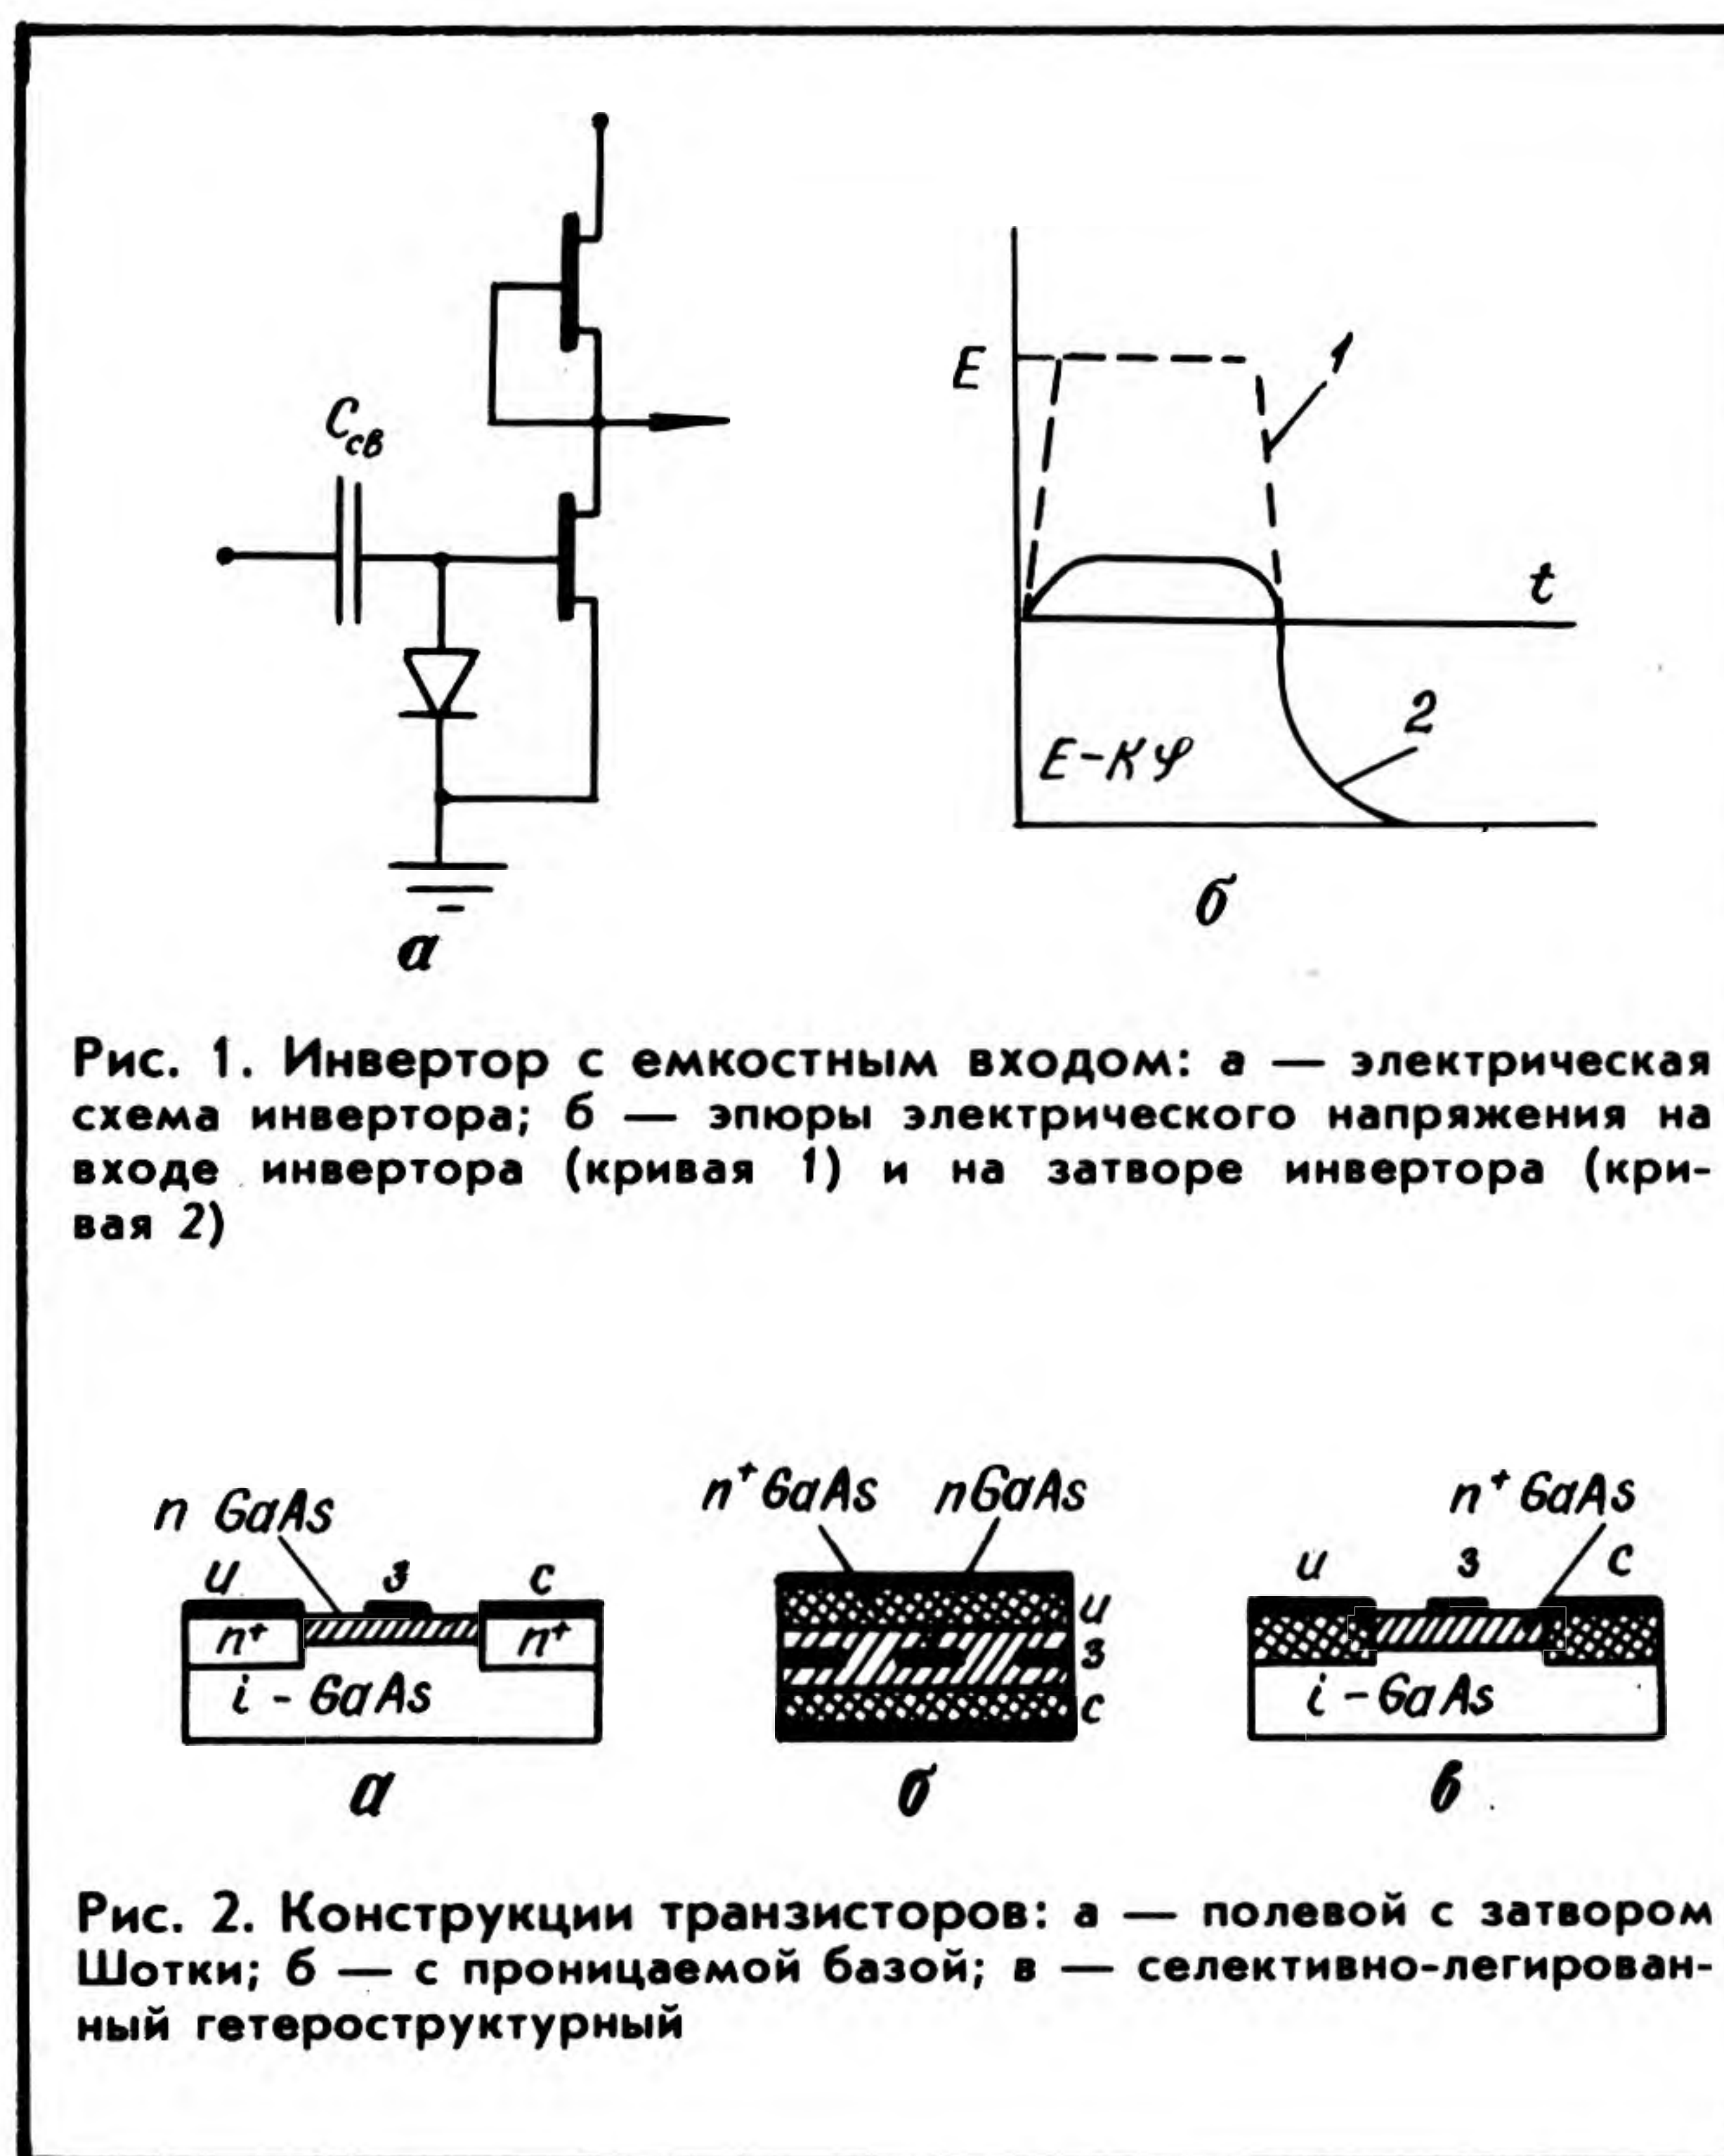 C св
E
1
t
2
E-Kφ
а
б
Рис. 1. Инвертор с емкостным входом: а — электрическая
схема инвертора; б — эпюры электрического напряжения на
входе инвертора (кривая 1) и на затворе инвертора (кри-
вая 2)
n GaAs
и з с
n⁺ n⁺
i - GaAs
а
n⁺GaAs nGaAs
и
з
с
б
n⁺GaAs
и з с
i-GaAs
в
Рис. 2. Конструкции транзисторов: а — полевой с затвором
Шотки; б — с проницаемой базой; в — селективно-легирован-
ный гетероструктурный